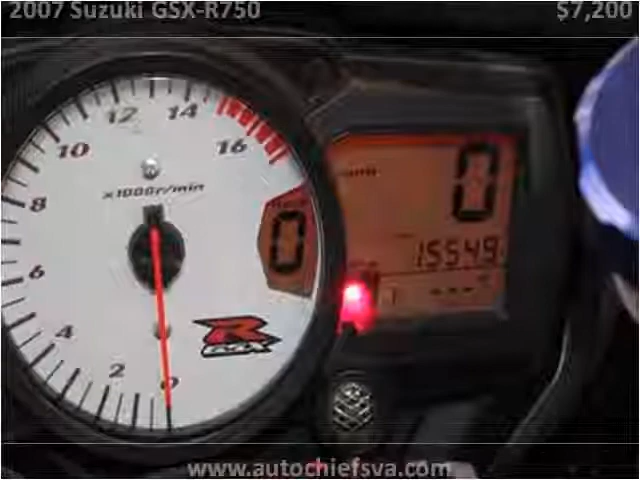 2007 Suzuki GSX-R750 $7,200
12 14
10 16
x1000r/min
8
0
0
15549
6
---
4
R
GSX
2
0
www.autochiefsva.com